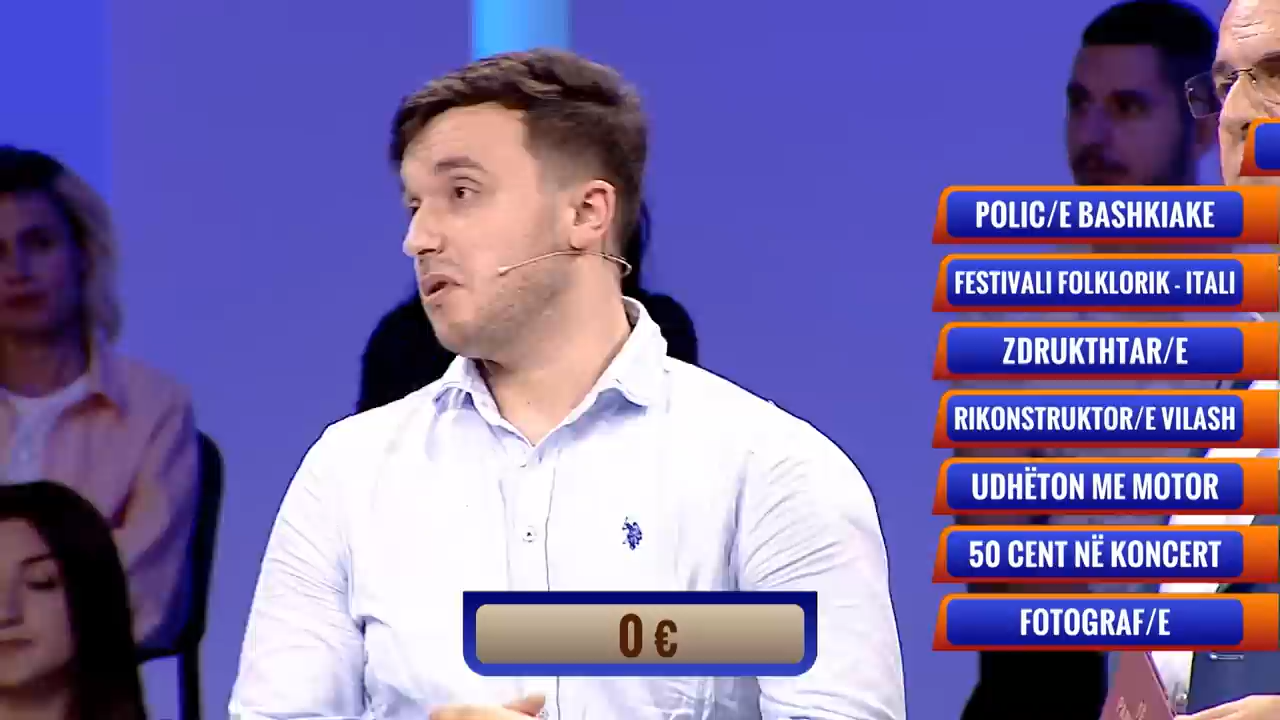 POLIC/E BASHKIAKE
FESTIVALI FOLKLORIK - ITALI
ZDRUKTHTAR/E
RIKONSTRUKTOR/E VILASH
UDHËTON ME MOTOR
50 CENT NË KONCERT
FOTOGRAF/E
0 €